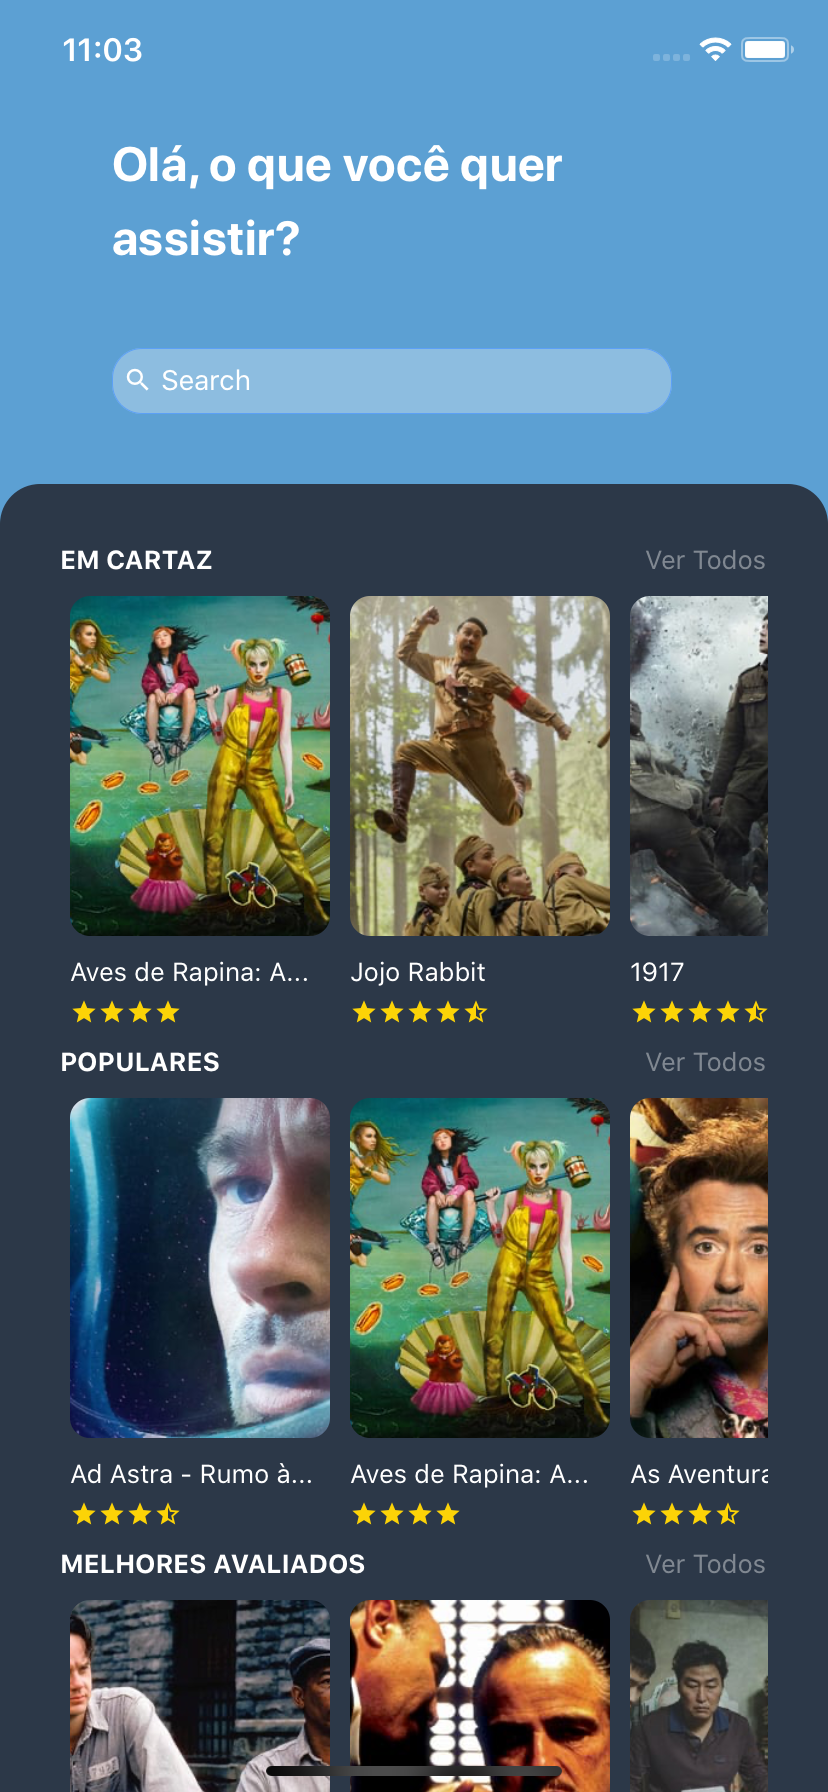 11:03
Olá, o que você quer
assistir?
Search
EM CARTAZ
Ver Todos
Aves de Rapina: A...
Jojo Rabbit
1917
POPULARES
Ver Todos
Ad Astra - Rumo à...
Aves de Rapina: A...
As Aventura
MELHORES AVALIADOS
Ver Todos